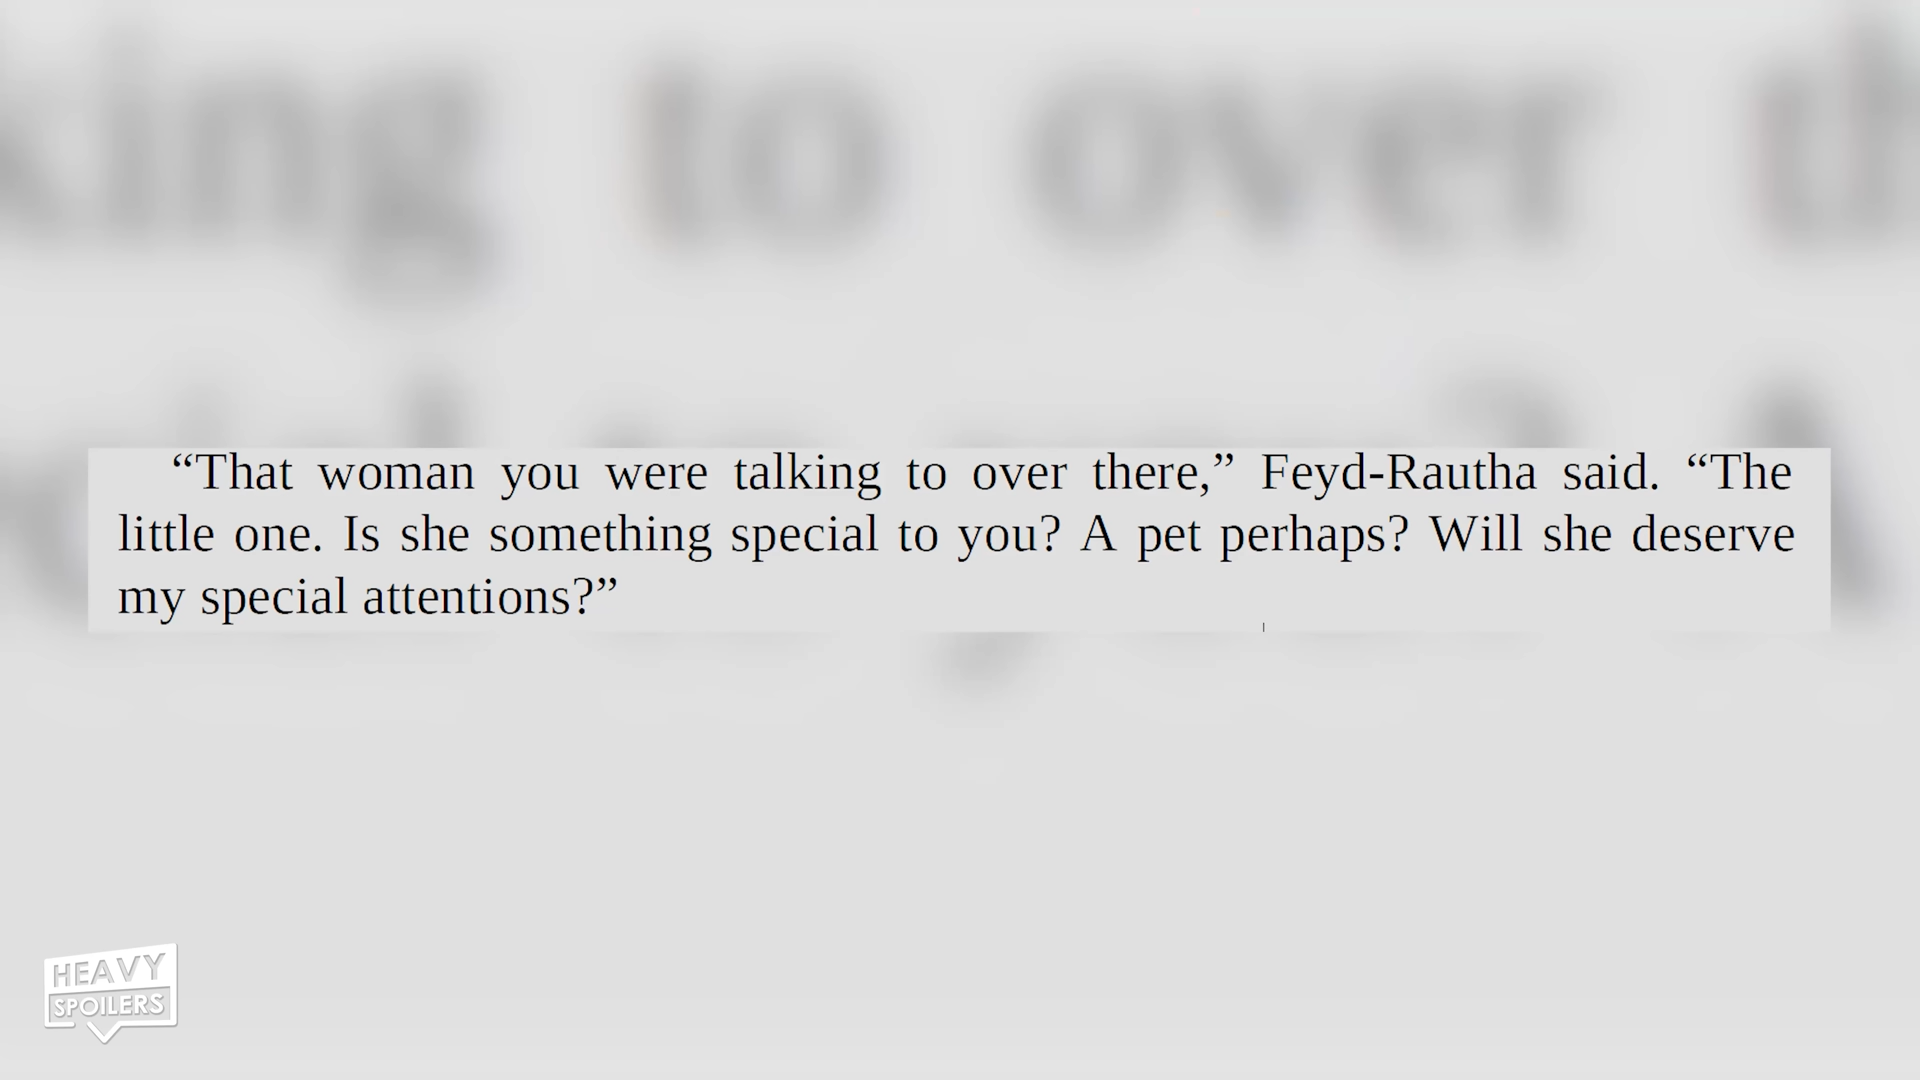 “That woman you were talking to over there,” Feyd-Rautha said. “The
little one. Is she something special to you? A pet perhaps? Will she deserve
my special attentions?”
HEAVY
SPOILERS